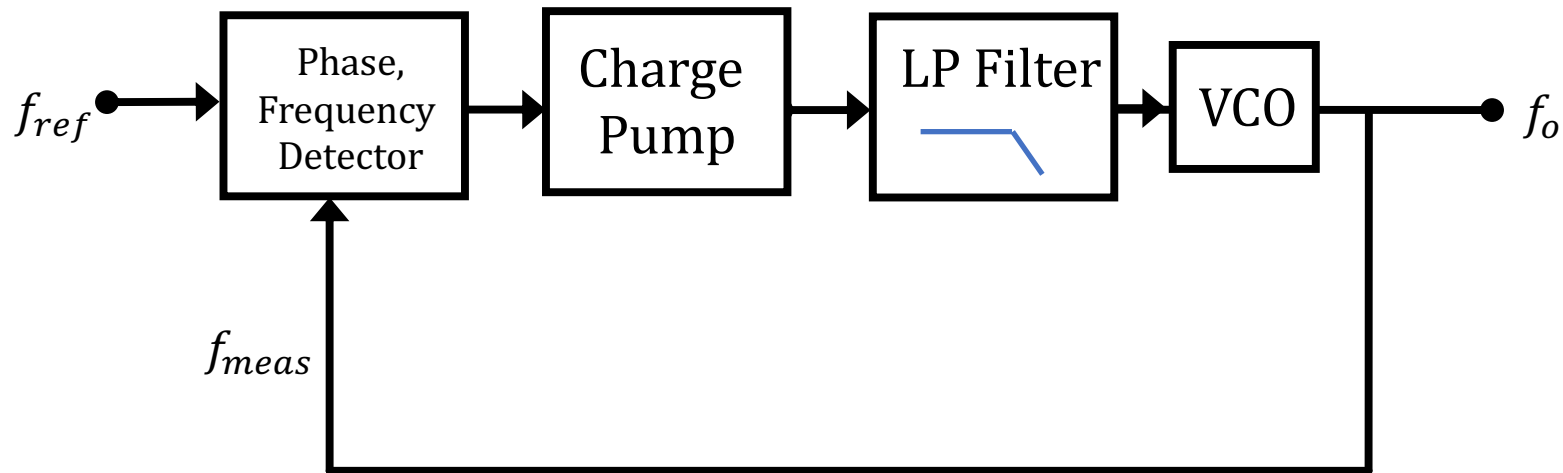 Phase,
Frequency
Detector
Charge
Pump
LP Filter
VCO
f_ref
f_o
f_meas